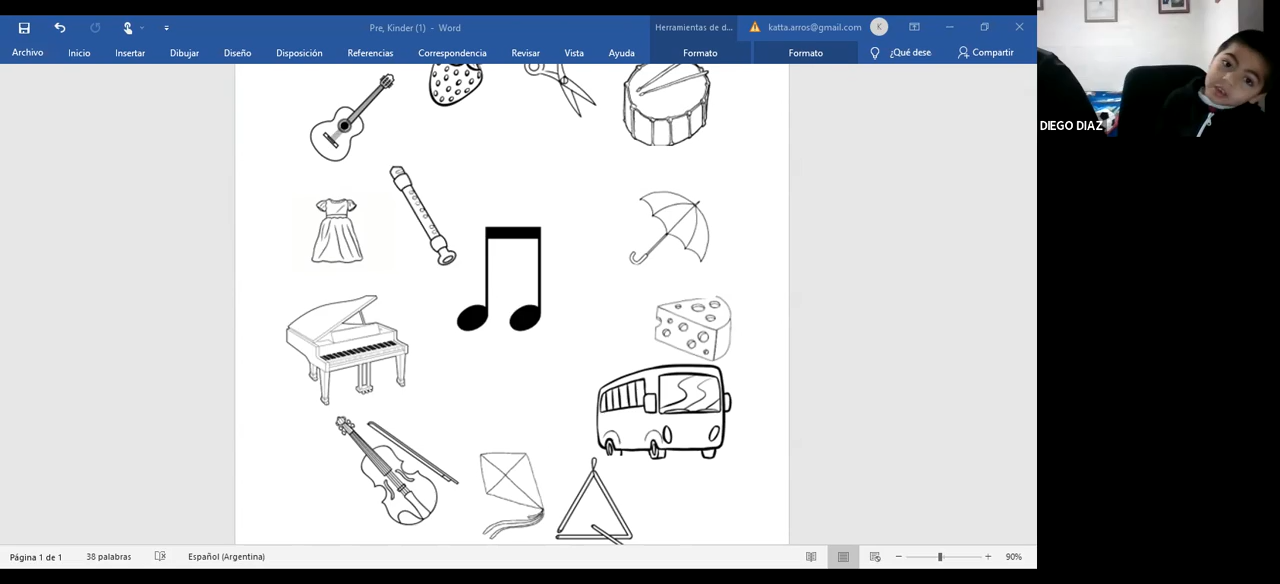 Pre, Kinder (1) - Word
Herramientas de d...
katta.arros@gmail.com
K
Archivo Inicio Insertar Dibujar Diseño Disposición Referencias Correspondencia Revisar Vista Ayuda Formato Formato ¿Qué dese Compartir
DIEGO DIAZ
Página 1 de 1 38 palabras Español (Argentina) 90%